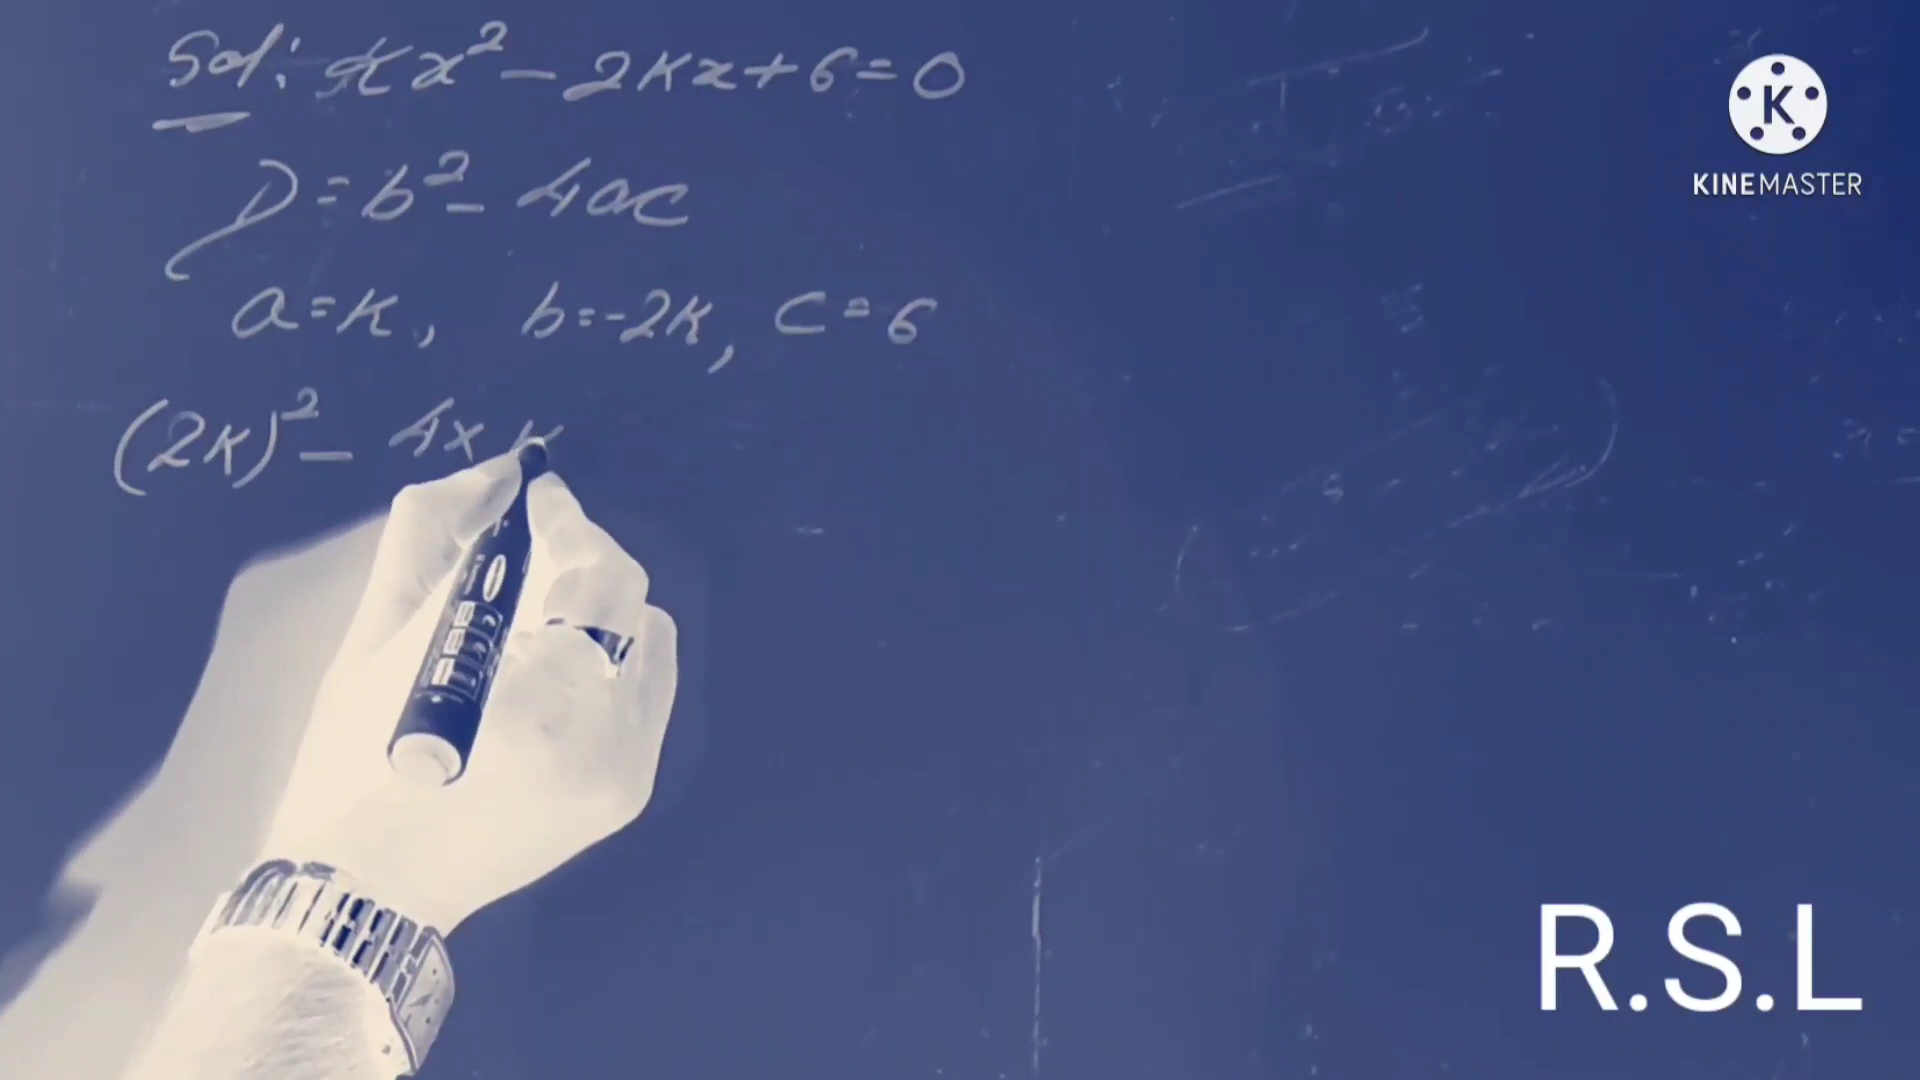 Sol: Kx² - 2Kx + 6 = 0
D = b² - 4ac
a = K, b = -2K, c = 6
(2K)² - 4 x K
K
KINEMASTER
R.S.L